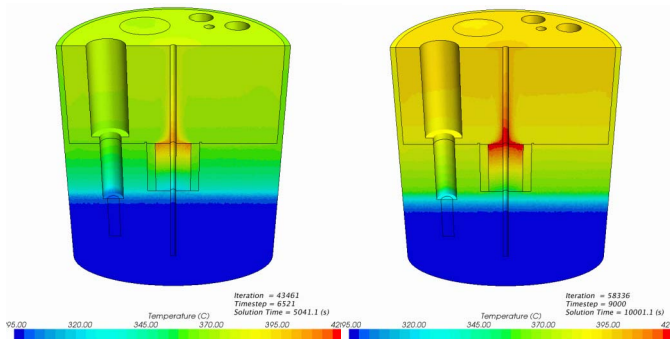 Iteration = 43461
Timestep = 6521
Solution Time = 5041.1 (s)
Temperature (C)
320.00 345.00 370.00 395.00
Iteration = 58336
Timestep = 9000
Solution Time = 10001.1 (s)
Temperature (C)
320.00 345.00 370.00 395.00